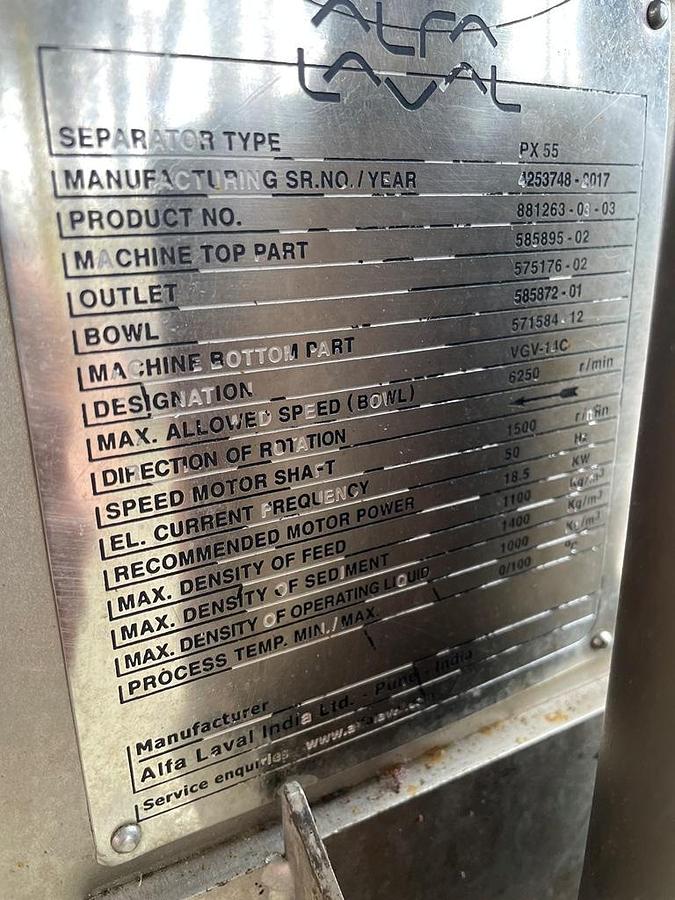 ALFA
LAVAL
SEPARATOR TYPE PX 55
MANUFACTURING SR.NO. / YEAR 4253748 - 2017
PRODUCT NO. 881263 - 08 - 03
MACHINE TOP PART 585895 - 02
OUTLET 575176 - 02
BOWL 585872 - 01
MACHINE BOTTOM PART 571584 - 12
DESIGNATION VGV-14C
MAX. ALLOWED SPEED (BOWL) 6250 r/min
DIRECTION OF ROTATION
SPEED MOTOR SHAFT 1500 r/min
EL. CURRENT FREQUENCY 50 Hz
RECOMMENDED MOTOR POWER 18.5 KW
MAX. DENSITY OF FEED 1100 Kg/m³
MAX. DENSITY OF SEDIMENT 1400 Kg/m³
MAX. DENSITY OF OPERATING LIQUID 1000 Kg/m³
PROCESS TEMP. MIN./MAX. 0/100 °C
Manufacturer
Alfa Laval India Ltd. - Pune - India
Service enquiries www.alfalaval.com